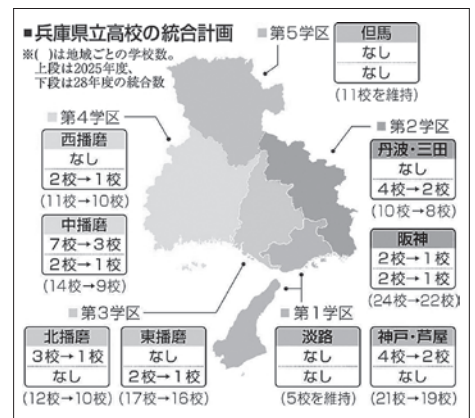 ■兵庫県立高校の統合計画
※( )は地域ごとの学校数。
上段は2025年度、
下段は28年度の統合数
第5学区
但馬
なし
なし
(11校を維持)
第4学区
西播磨
なし
2校→1校
(11校→10校)
中播磨
7校→3校
2校→1校
(14校→9校)
第2学区
丹波・三田
なし
4校→2校
(10校→8校)
阪神
2校→1校
2校→1校
(24校→22校)
第3学区
北播磨
3校→1校
なし
(12校→10校)
東播磨
なし
2校→1校
(17校→16校)
第1学区
淡路
なし
なし
(5校を維持)
神戸・芦屋
4校→2校
なし
(21校→19校)